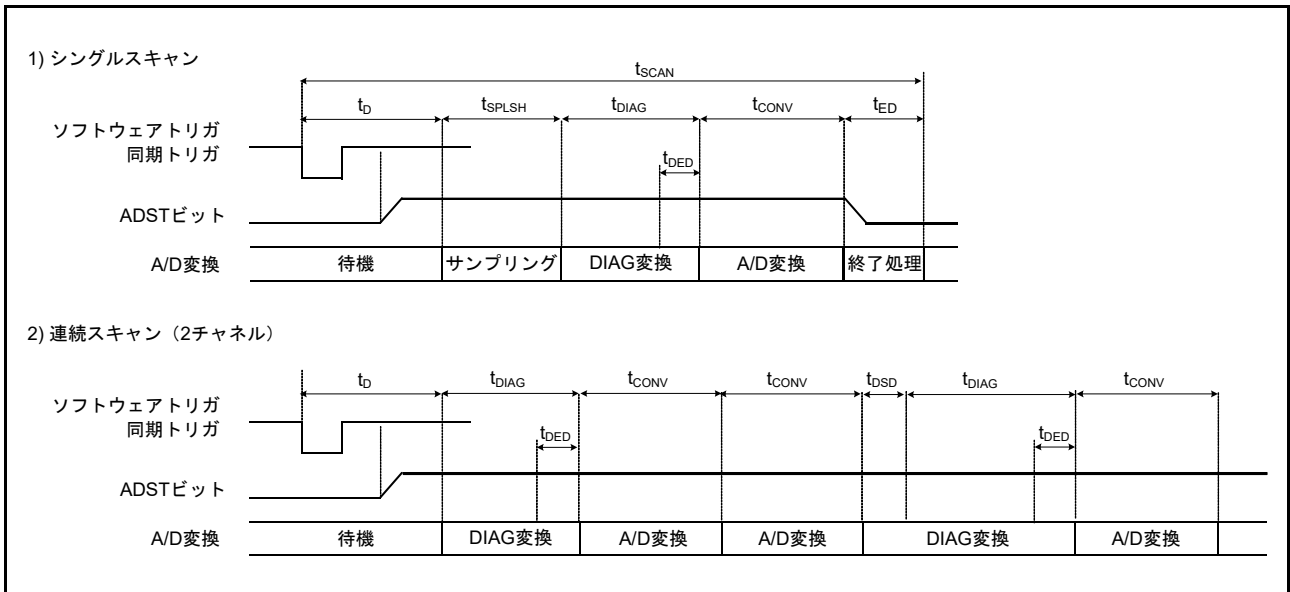 1) シングルスキャン
tSCAN
tD tSPLSH tDIAG tCONV tED
ソフトウェアトリガ
同期トリガ
tDED
ADSTビット
A/D変換 待機 サンプリング DIAG変換 A/D変換 終了処理
2) 連続スキャン（2チャネル）
tD tDIAG tCONV tCONV tDSD tDIAG tCONV
ソフトウェアトリガ
同期トリガ
tDED tDED
ADSTビット
A/D変換 待機 DIAG変換 A/D変換 A/D変換 DIAG変換 A/D変換